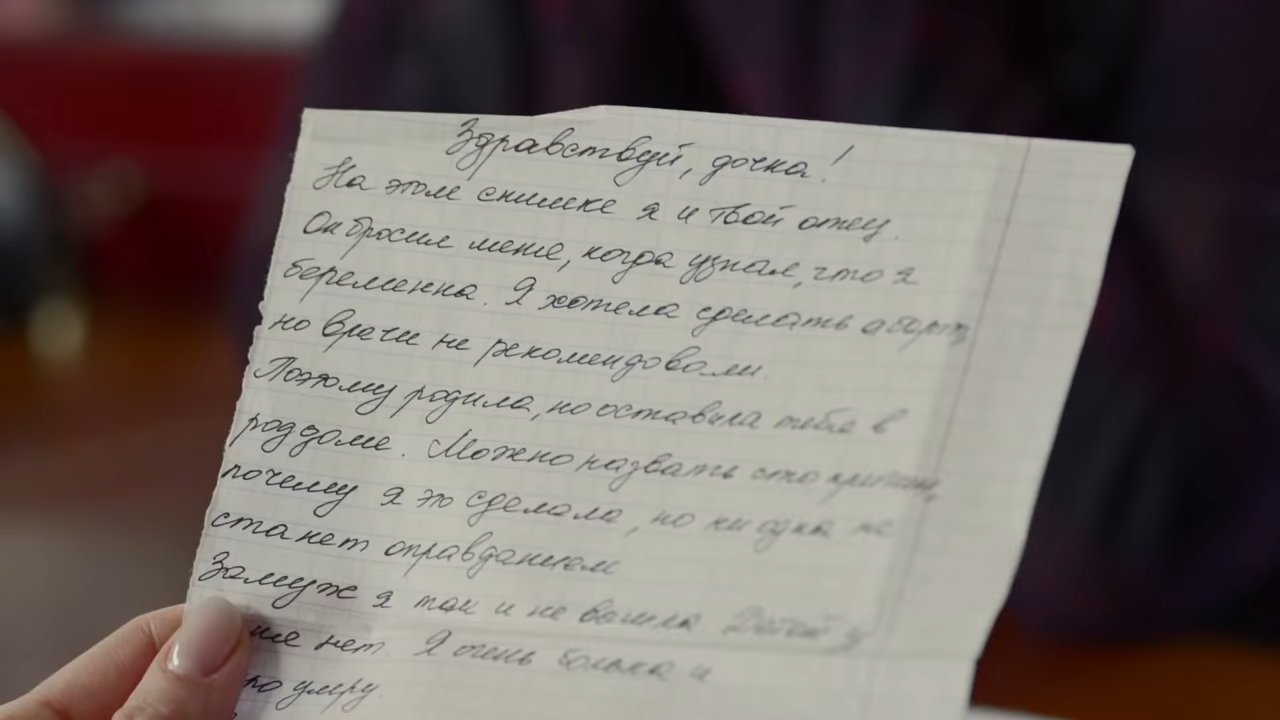 Здравствуй, дочка!
На этом снимке я и твой отец.
Он бросил меня, когда узнал, что я
беременна. Я хотела сделать аборт,
но врачи не рекомендовали.
Поэтому родила, но оставила тебя в
роддоме. Можно назвать сто причин,
почему я это сделала, но ни одна не
станет оправданием
Замуж я так и не вышла Детей у
нет. Я очень больна и
умру.